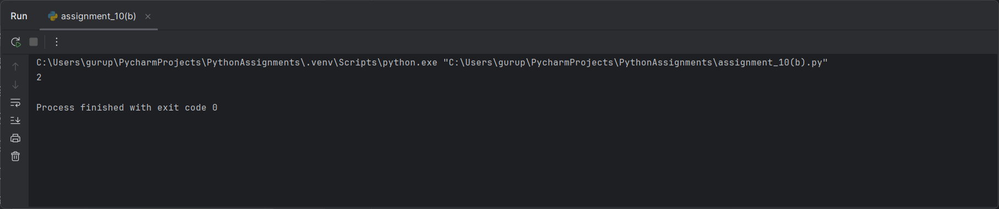 Run assignment_10(b)
C:\Users\gurup\PycharmProjects\PythonAssignments\.venv\Scripts\python.exe "C:\Users\gurup\PycharmProjects\PythonAssignments\assignment_10(b).py"
2
Process finished with exit code 0